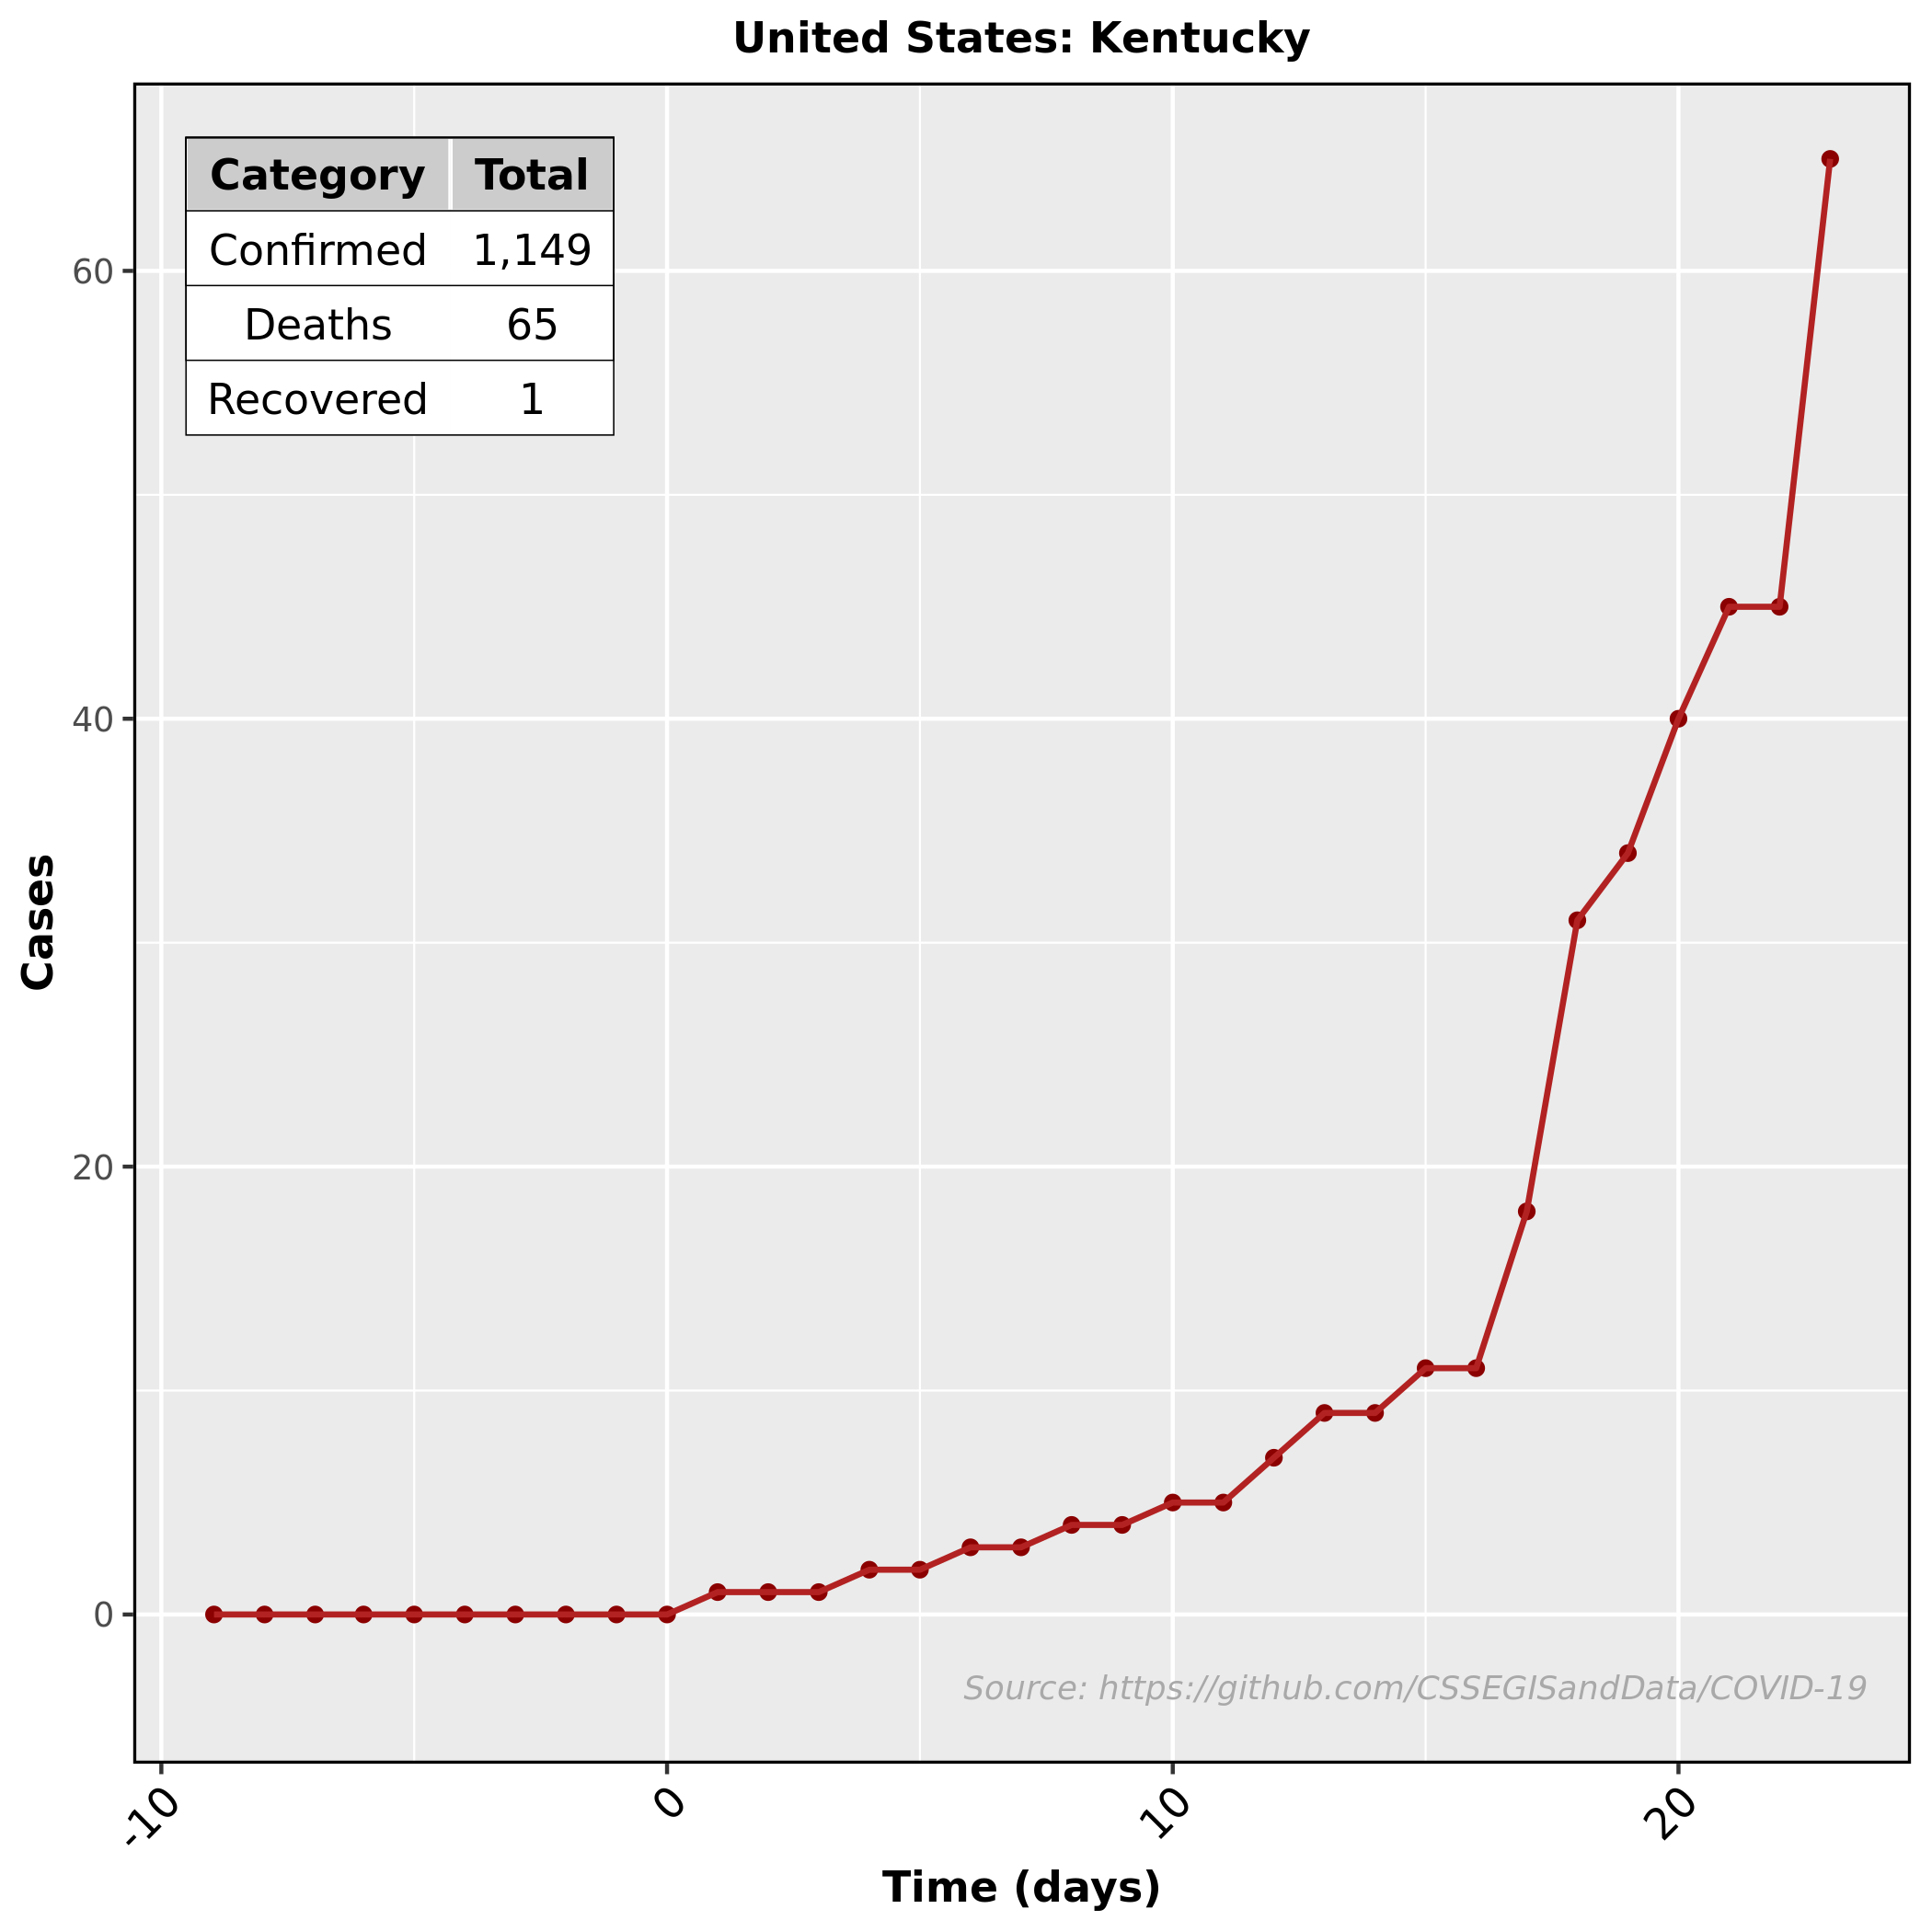 United States: Kentucky
Category Total
Confirmed 1,149
Deaths 65
Recovered 1
60
40
20
0
Cases
Source: https://github.com/CSSEGISandData/COVID-19
-10 0 10 20
Time (days)